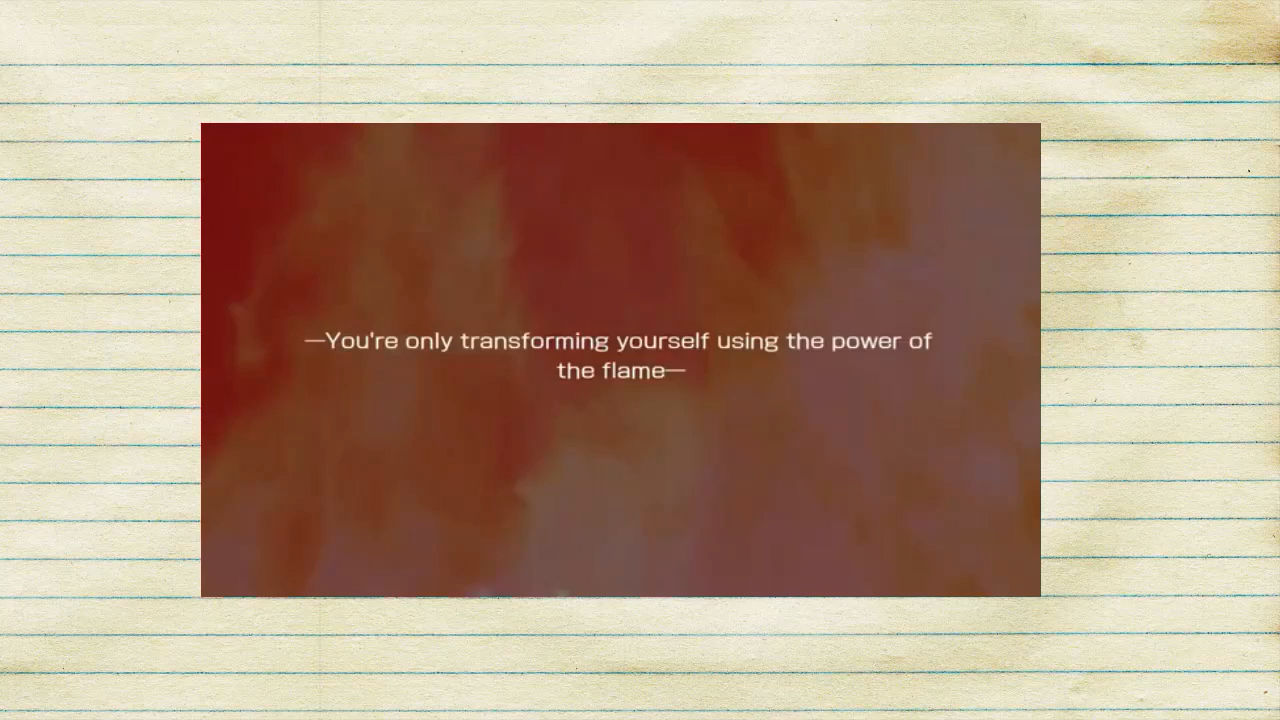 —You're only transforming yourself using the power of
the flame—